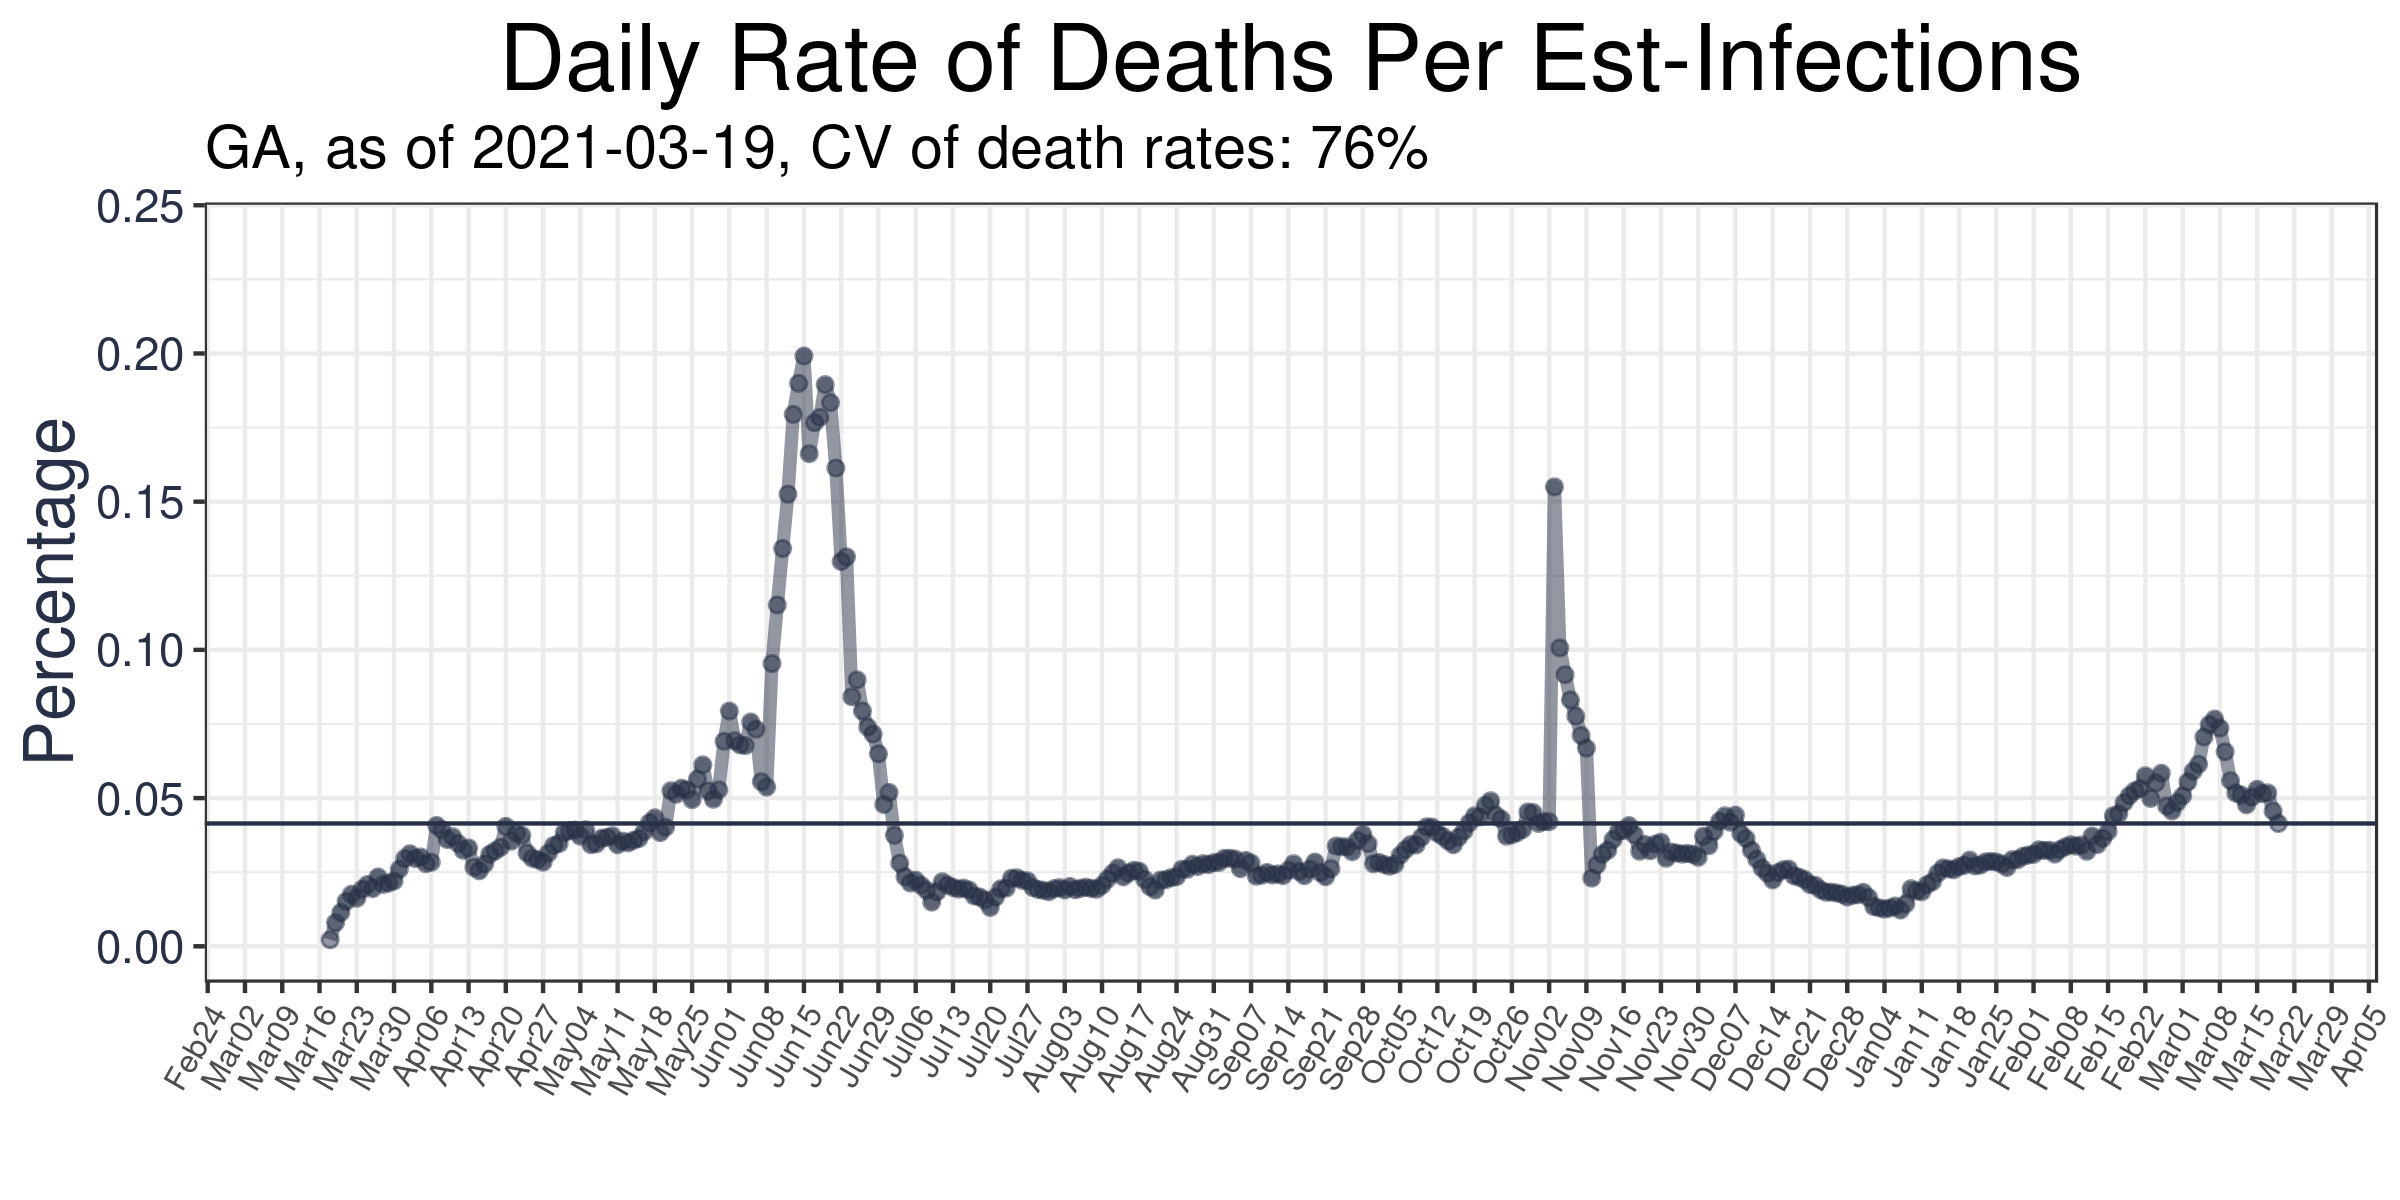 Daily Rate of Deaths Per Est-Infections
GA, as of 2021-03-19, CV of death rates: 76%
Percentage
0.25
0.20
0.15
0.10
0.05
0.00
Feb24
Mar02
Mar09
Mar16
Mar23
Mar30
Apr06
Apr13
Apr20
Apr27
May04
May11
May18
May25
Jun01
Jun08
Jun15
Jun22
Jun29
Jul06
Jul13
Jul20
Jul27
Aug03
Aug10
Aug17
Aug24
Aug31
Sep07
Sep14
Sep21
Sep28
Oct05
Oct12
Oct19
Oct26
Nov02
Nov09
Nov16
Nov23
Nov30
Dec07
Dec14
Dec21
Dec28
Dec04
Jan04
Jan11
Jan18
Jan25
Feb01
Feb08
Feb15
Feb22
Mar01
Mar08
Mar15
Mar22
Mar29
Apr05